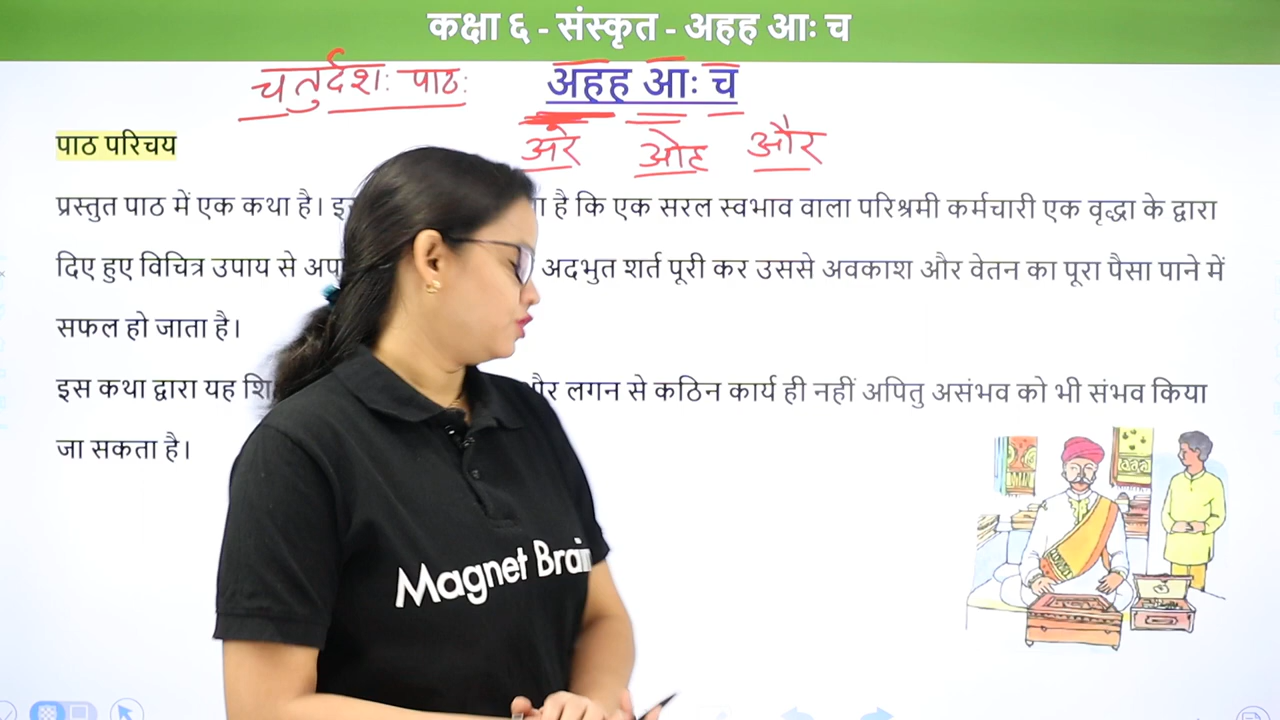 कक्षा ६ - संस्कृत - अहह आः च
चतुर्दशः पाठः अहह आः च
अरे ओह और
पाठ परिचय
प्रस्तुत पाठ में एक कथा है। है कि एक सरल स्वभाव वाला परिश्रमी कर्मचारी एक वृद्धा के द्वारा
दिए हुए विचित्र उपाय से अदभुत शर्त पूरी कर उससे अवकाश और वेतन का पूरा पैसा पाने में
सफल हो जाता है।
इस कथा द्वारा यह और लगन से कठिन कार्य ही नहीं अपितु असंभव को भी संभव किया
जा सकता है।
Magnet Brain